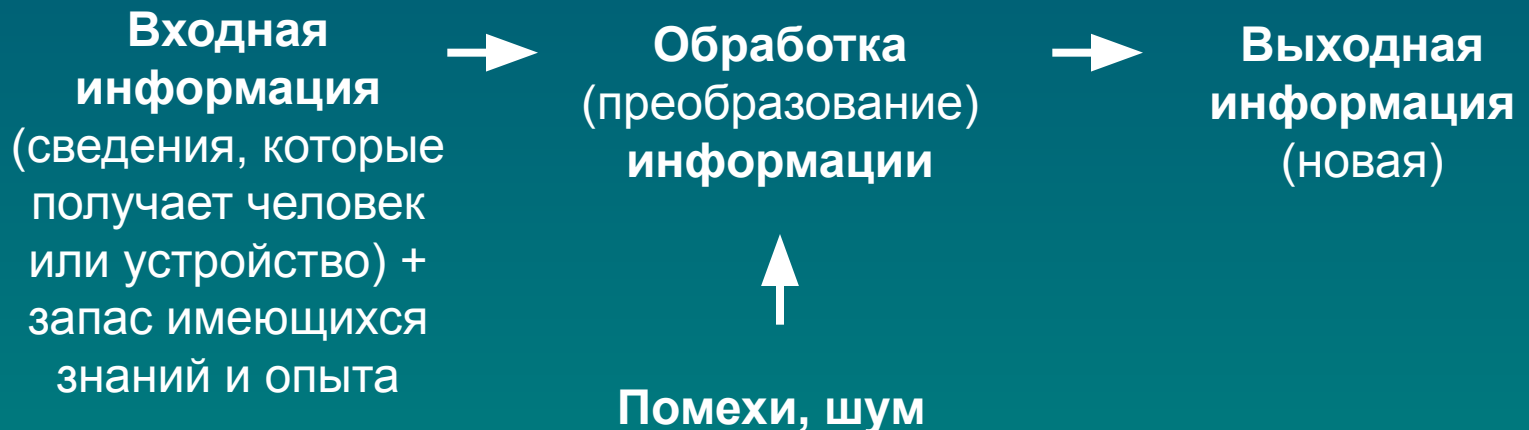 Входная
информация
(сведения, которые
получает человек
или устройство) +
запас имеющихся
знаний и опыта
Обработка
(преобразование)
информации
Помехи, шум
Выходная
информация
(новая)